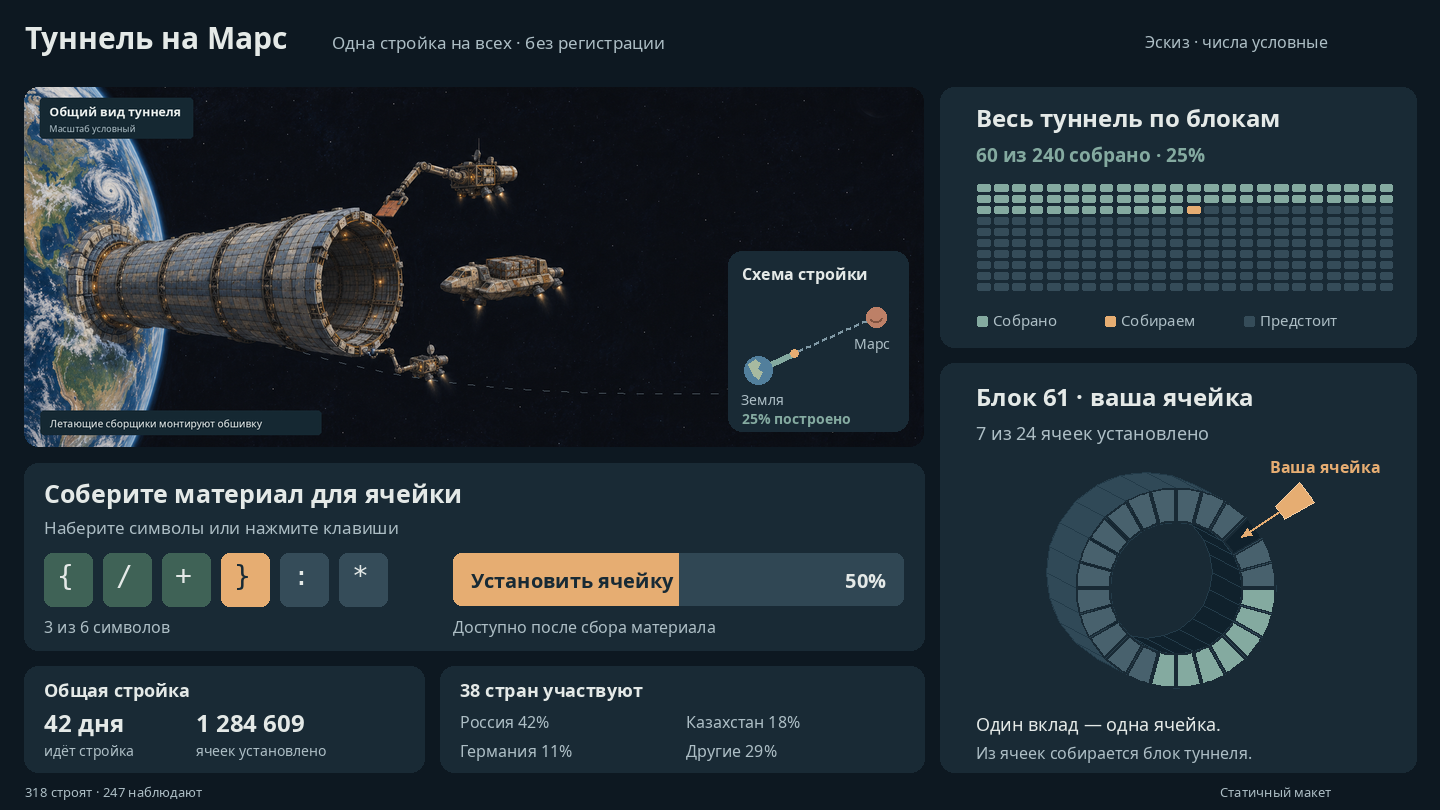 Туннель на Марс
Одна стройка на всех · без регистрации
Эскиз · числа условные
Общий вид туннеля
Масштаб условный
Схема стройки
Марс
Земля
25% построено
Летающие сборщики монтируют обшивку
Весь туннель по блокам
60 из 240 собрано · 25%
Собрано
Собираем
Предстоит
Блок 61 · ваша ячейка
7 из 24 ячеек установлено
Ваша ячейка
Один вклад — одна ячейка.
Из ячеек собирается блок туннеля.
Соберите материал для ячейки
Наберите символы или нажмите клавиши
{ / + } : *
Установить ячейку 50%
3 из 6 символов
Доступно после сбора материала
Общая стройка
42 дня
1 284 609
идёт стройка
ячеек установлено
38 стран участвуют
Россия 42%
Казахстан 18%
Германия 11%
Другие 29%
318 строят · 247 наблюдают
Статичный макет